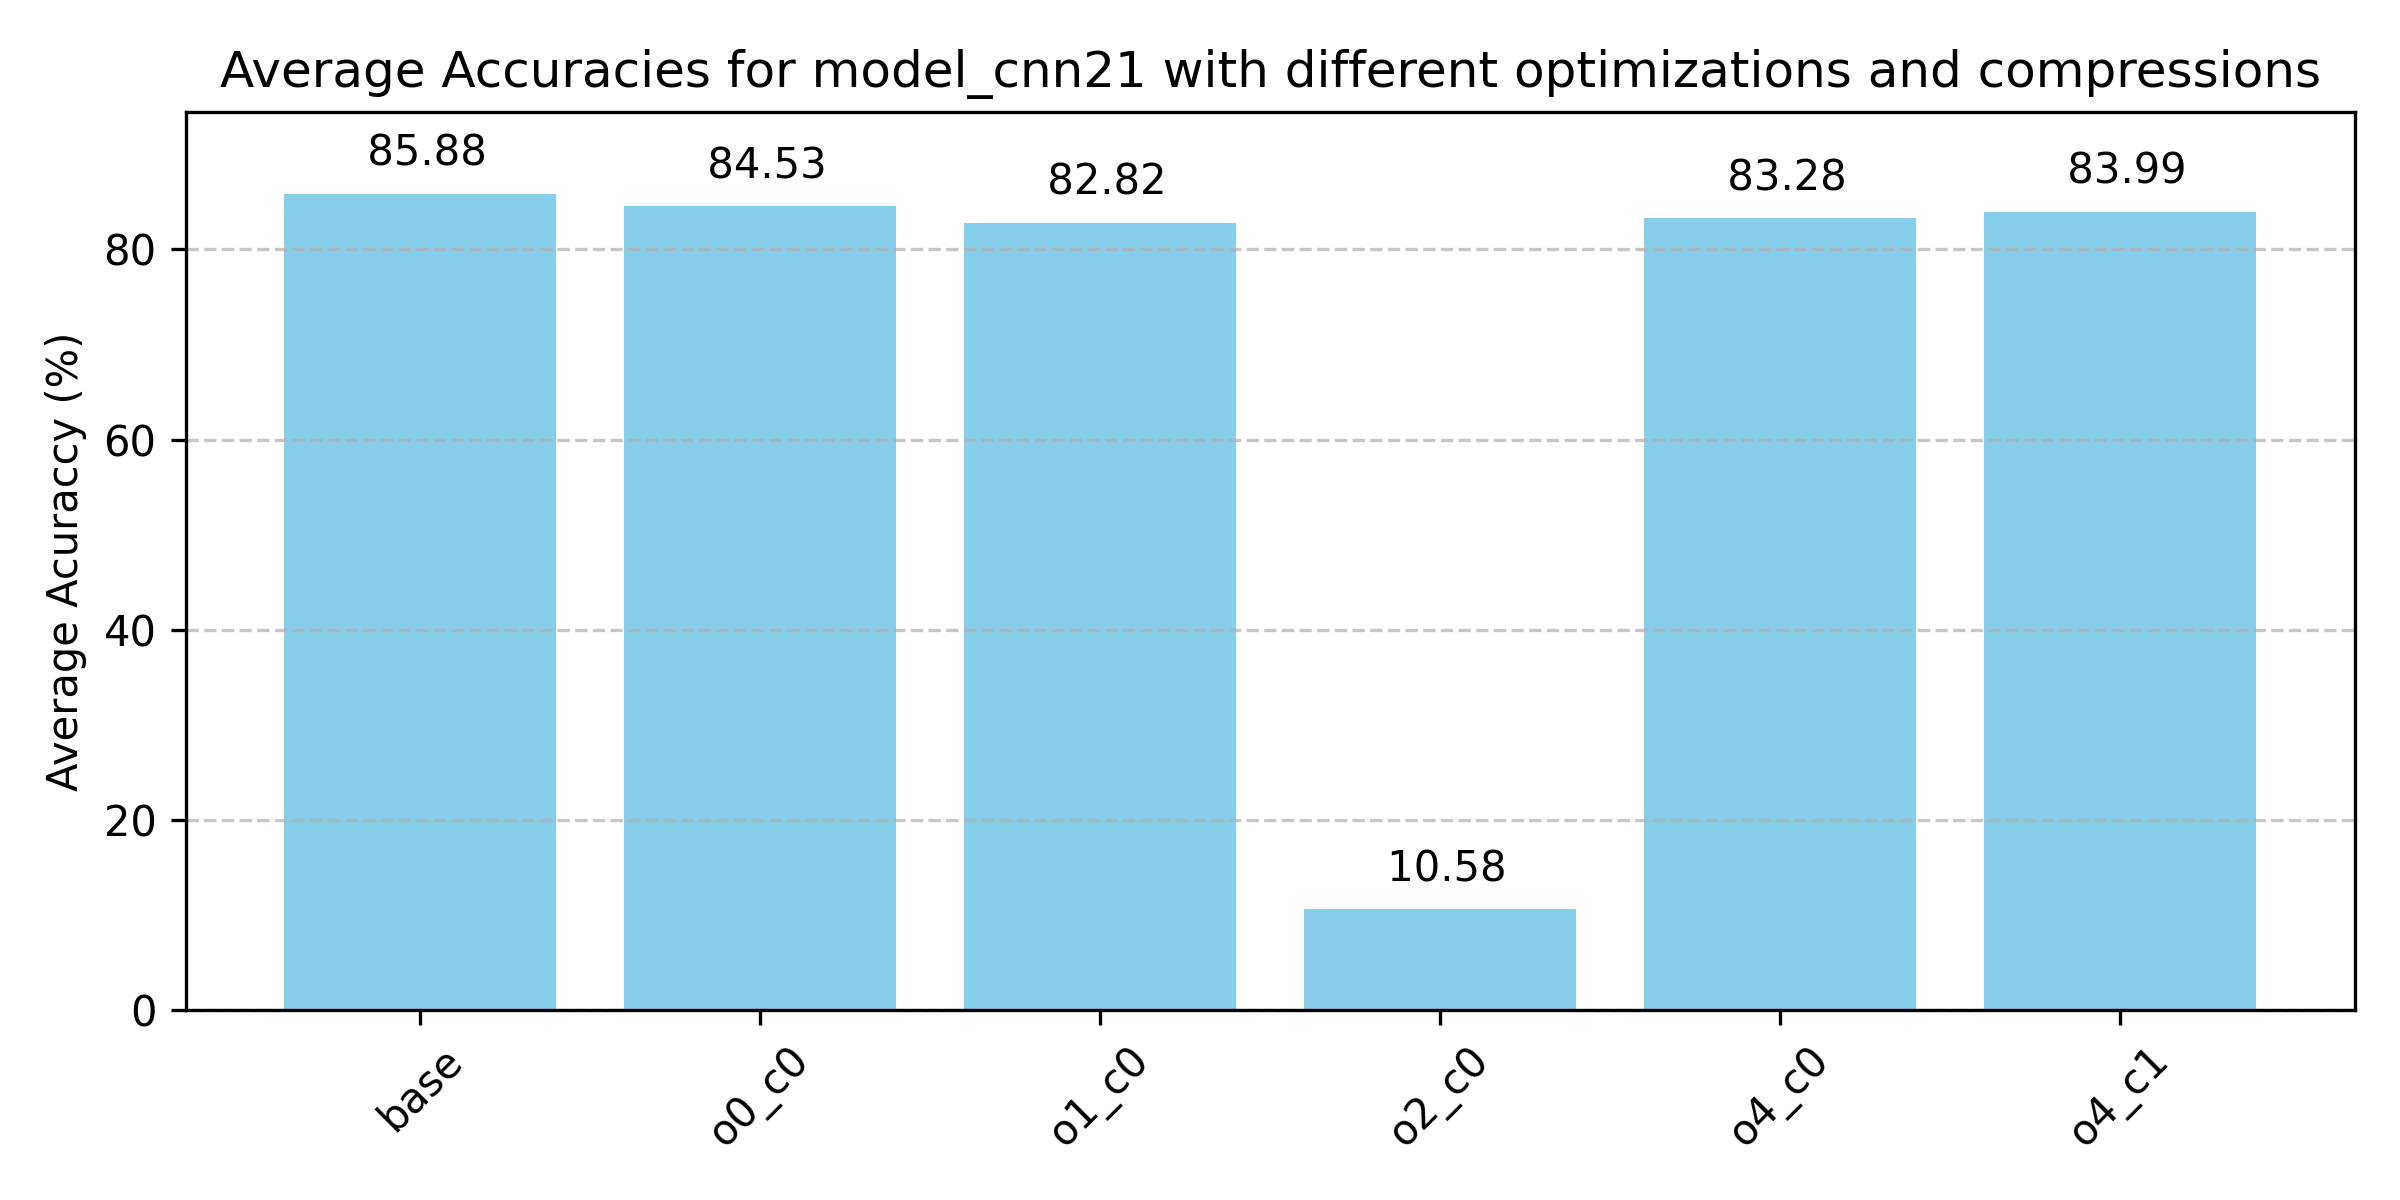 Average Accuracies for model_cnn21 with different optimizations and compressions
Average Acuraccy (%)
80
60
40
20
0
85.88
84.53
82.82
10.58
83.28
83.99
base
o0_c0
o1_c0
o2_c0
o4_c0
o4_c1